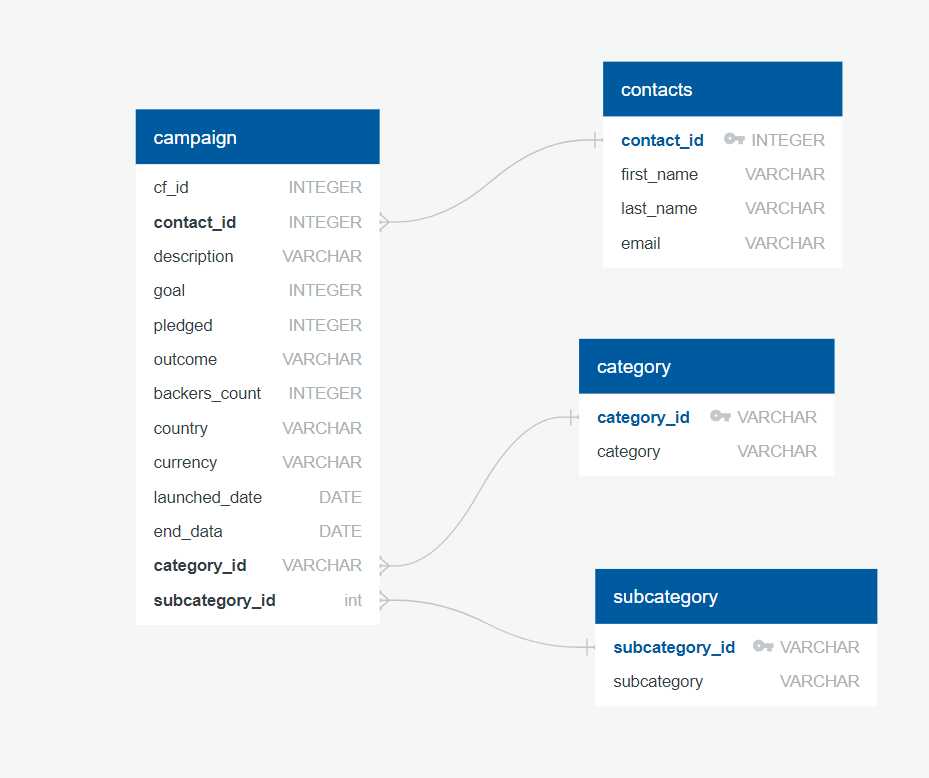 campaign
cf_id INTEGER
contact_id INTEGER
description VARCHAR
goal INTEGER
pledged INTEGER
outcome VARCHAR
backers_count INTEGER
country VARCHAR
currency VARCHAR
launched_date DATE
end_data DATE
category_id VARCHAR
subcategory_id int
contacts
contact_id INTEGER
first_name VARCHAR
last_name VARCHAR
email VARCHAR
category
category_id VARCHAR
category VARCHAR
subcategory
subcategory_id VARCHAR
subcategory VARCHAR